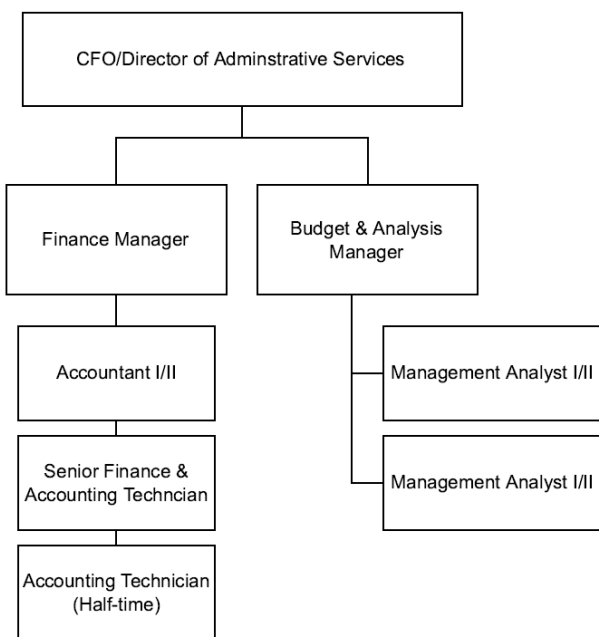 CFO/Director of Adminstrative Services
Finance Manager
Budget & Analysis
Manager
Accountant I/II
Management Analyst I/II
Senior Finance &
Accounting Techncian
Management Analyst I/II
Accounting Technician
(Half-time)